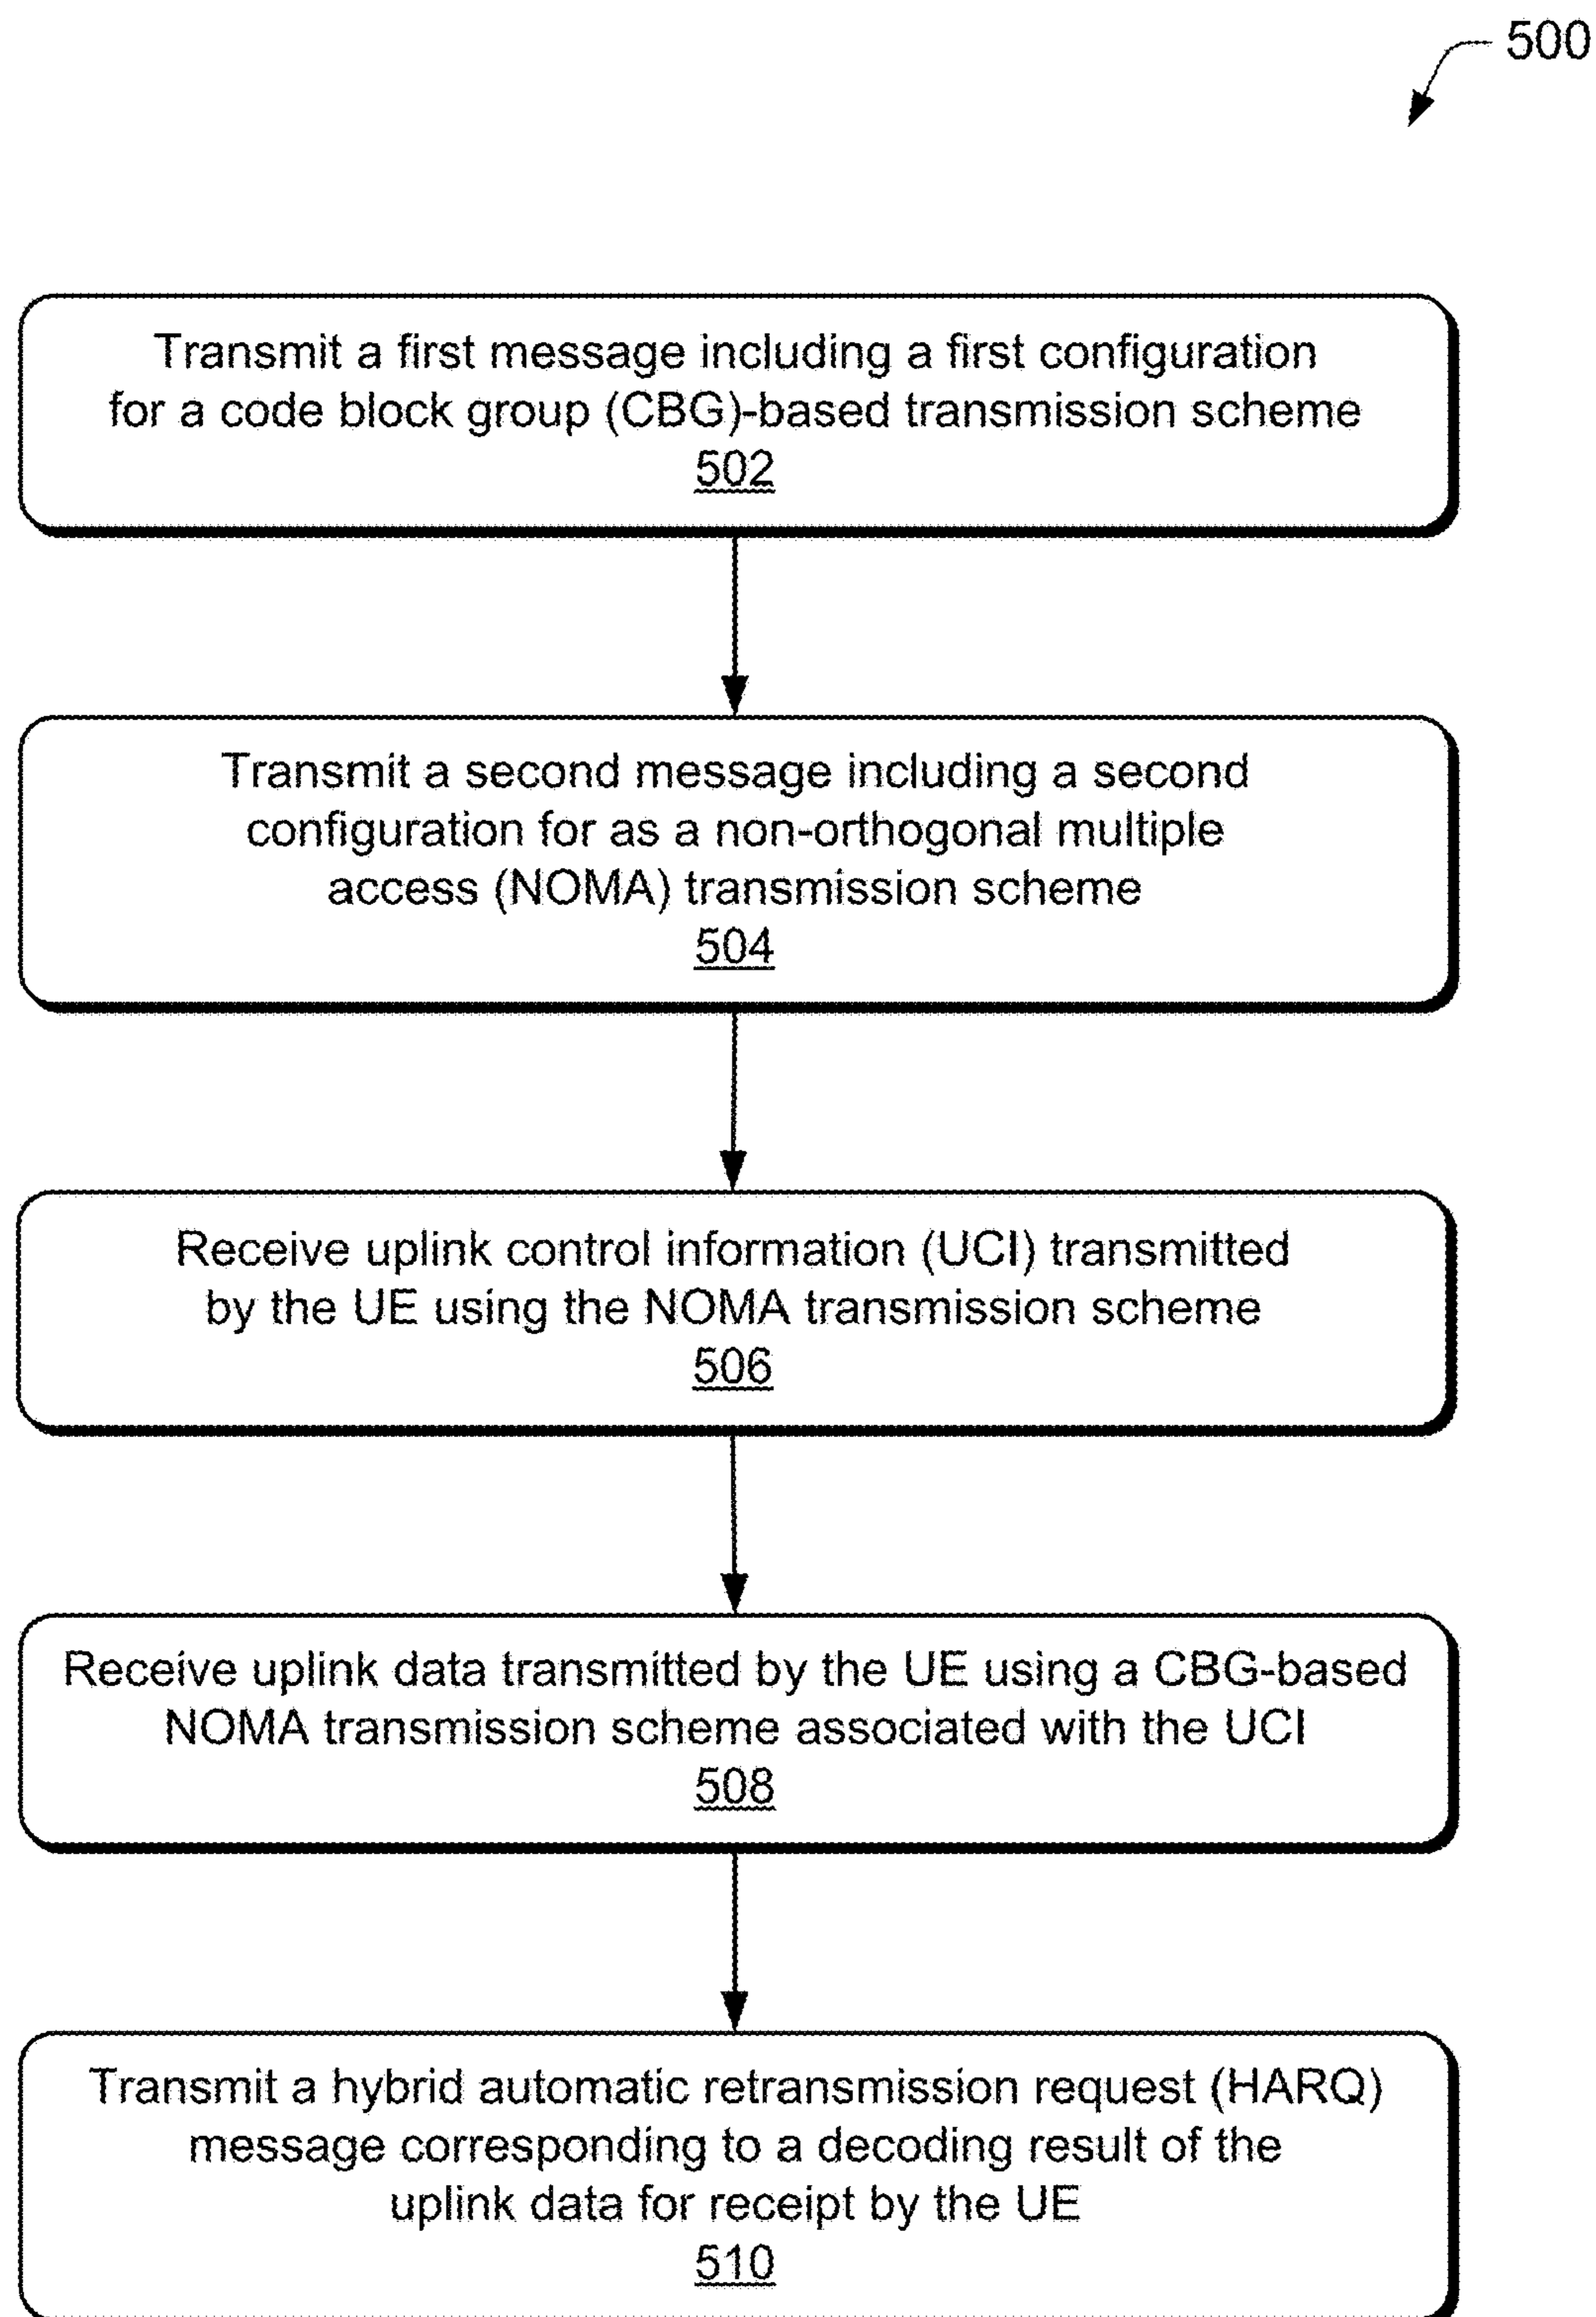 500
Transmit a first message including a first configuration
for a code block group (CBG)-based transmission scheme
502
Transmit a second message including a second
configuration for as a non-orthogonal multiple
access (NOMA) transmission scheme
504
Receive uplink control information (UCI) transmitted
by the UE using the NOMA transmission scheme
506
Receive uplink data transmitted by the UE using a CBG-based
NOMA transmission scheme associated with the UCI
508
Transmit a hybrid automatic retransmission request (HARQ)
message corresponding to a decoding result of the
uplink data for receipt by the UE
510